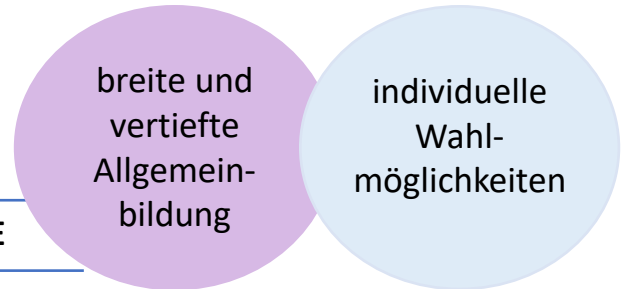 breite und
vertiefte
Allgemein-
bildung
individuelle
Wahl-
möglichkeiten
E